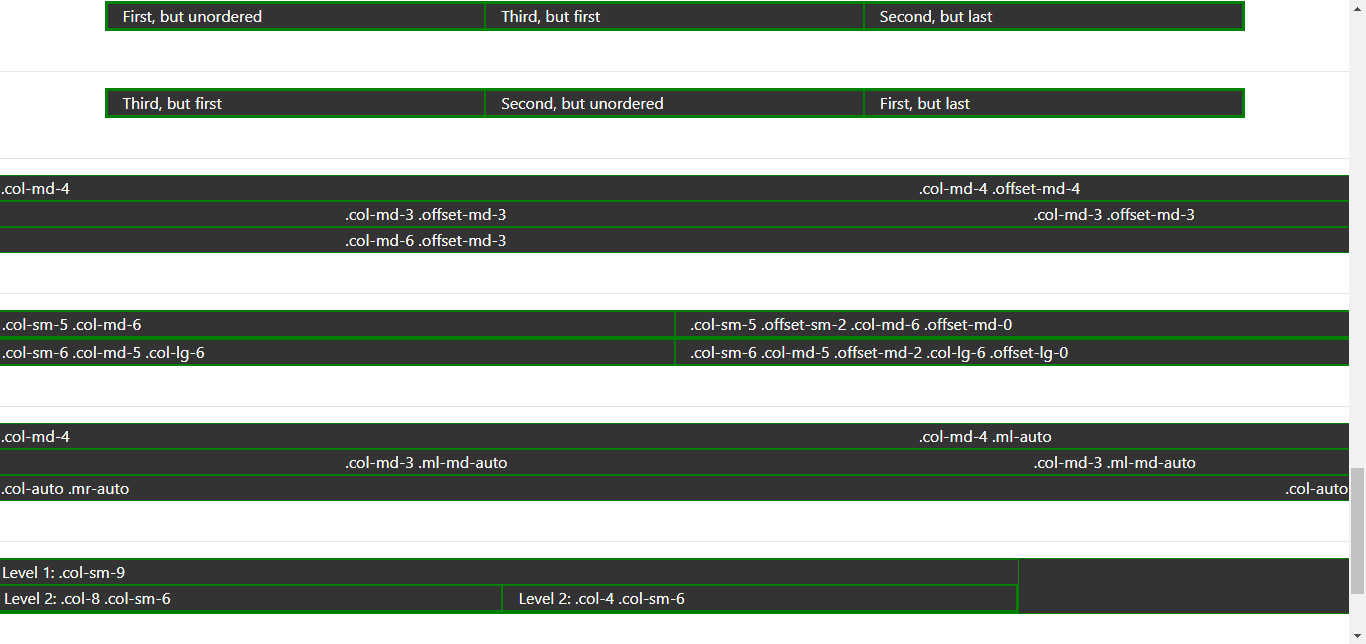 First, but unordered Third, but first Second, but last
Third, but first Second, but unordered First, but last
.col-md-4 .col-md-4 .offset-md-4
.col-md-3 .offset-md-3 .col-md-3 .offset-md-3
.col-md-6 .offset-md-3
.col-sm-5 .col-md-6 .col-sm-5 .offset-sm-2 .col-md-6 .offset-md-0
.col-sm-6 .col-md-5 .col-lg-6 .col-sm-6 .col-md-5 .offset-md-2 .col-lg-6 .offset-lg-0
.col-md-4 .col-md-4 .ml-auto
.col-md-3 .ml-md-auto .col-md-3 .ml-md-auto
.col-auto .mr-auto .col-auto
Level 1: .col-sm-9
Level 2: .col-8 .col-sm-6 Level 2: .col-4 .col-sm-6